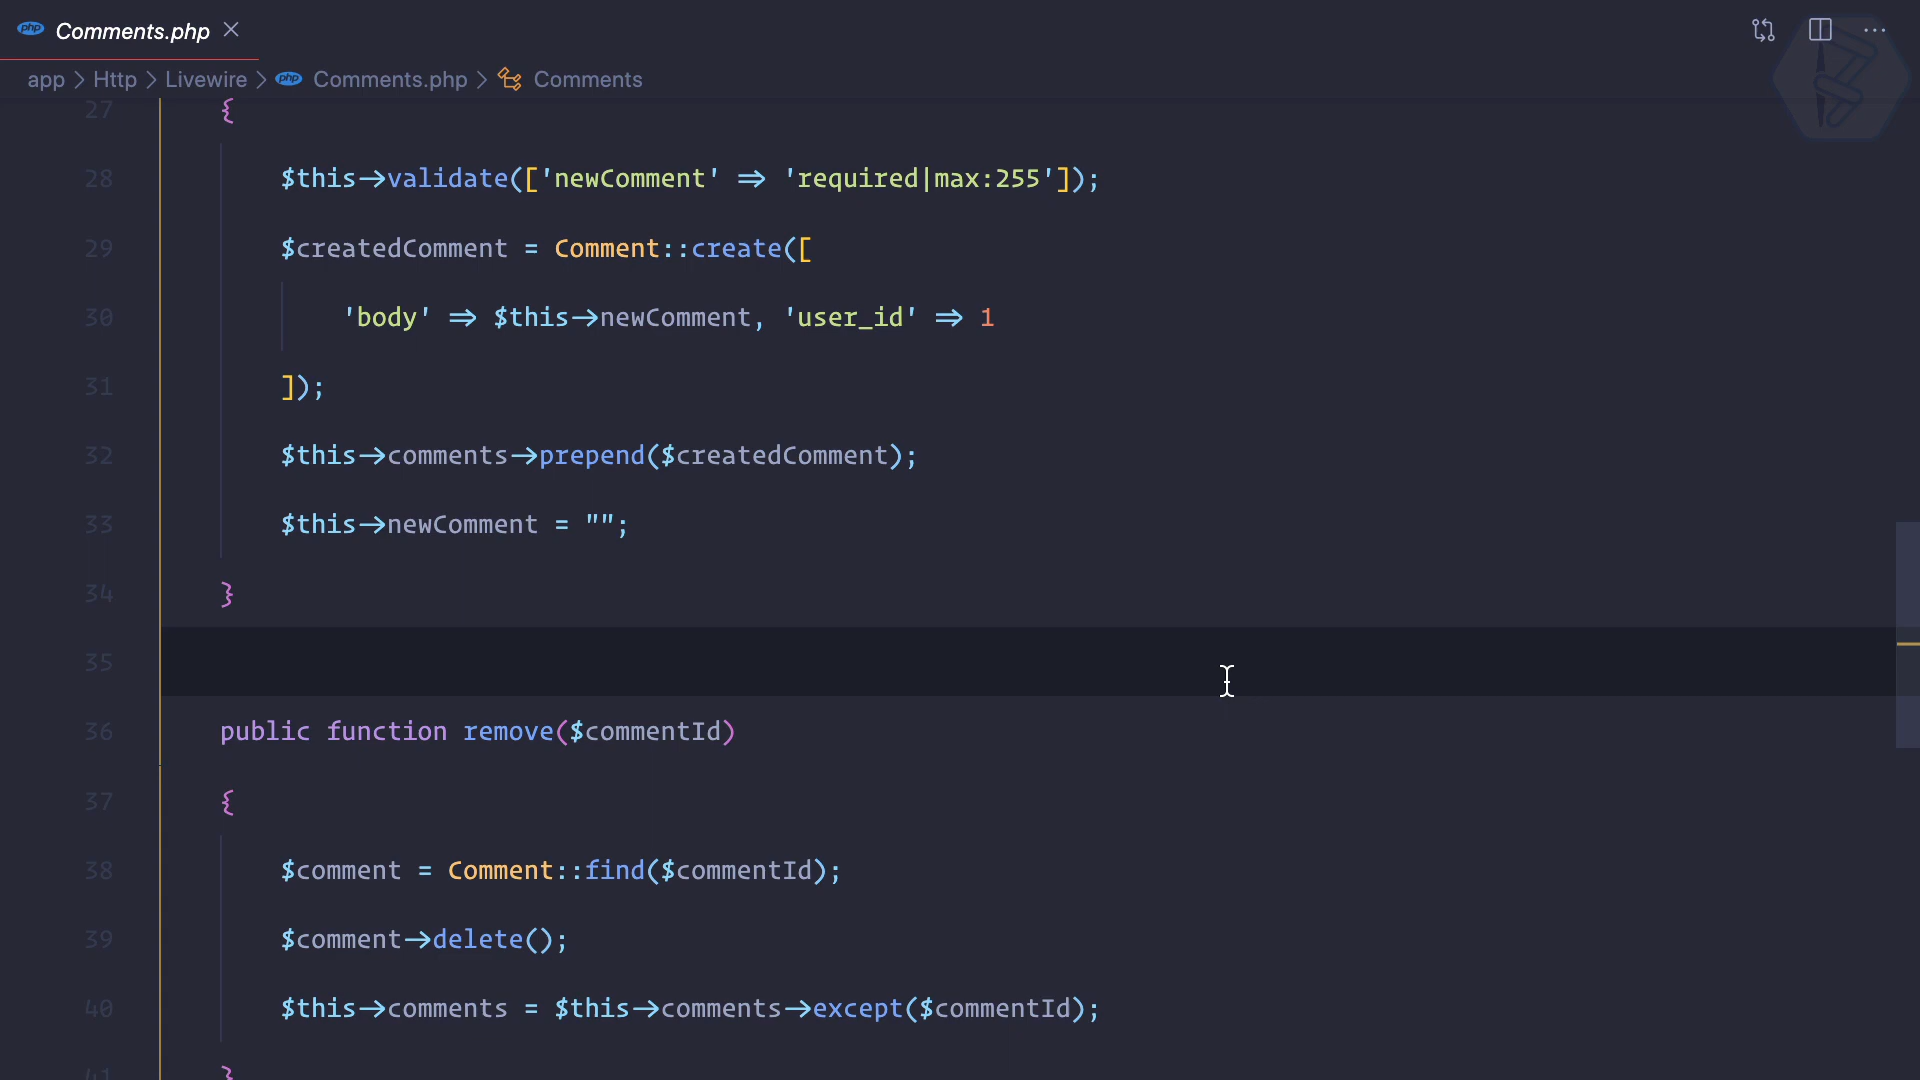 php Comments.php
app > Http > Livewire > php Comments.php > Comments
27 {
28 $this->validate(['newComment' => 'required|max:255']);
29 $createdComment = Comment::create([
30 'body' => $this->newComment, 'user_id' => 1
31 ]);
32 $this->comments->prepend($createdComment);
33 $this->newComment = "";
34 }
35
36 public function remove($commentId)
37 {
38 $comment = Comment::find($commentId);
39 $comment->delete();
40 $this->comments = $this->comments->except($commentId);
41 }